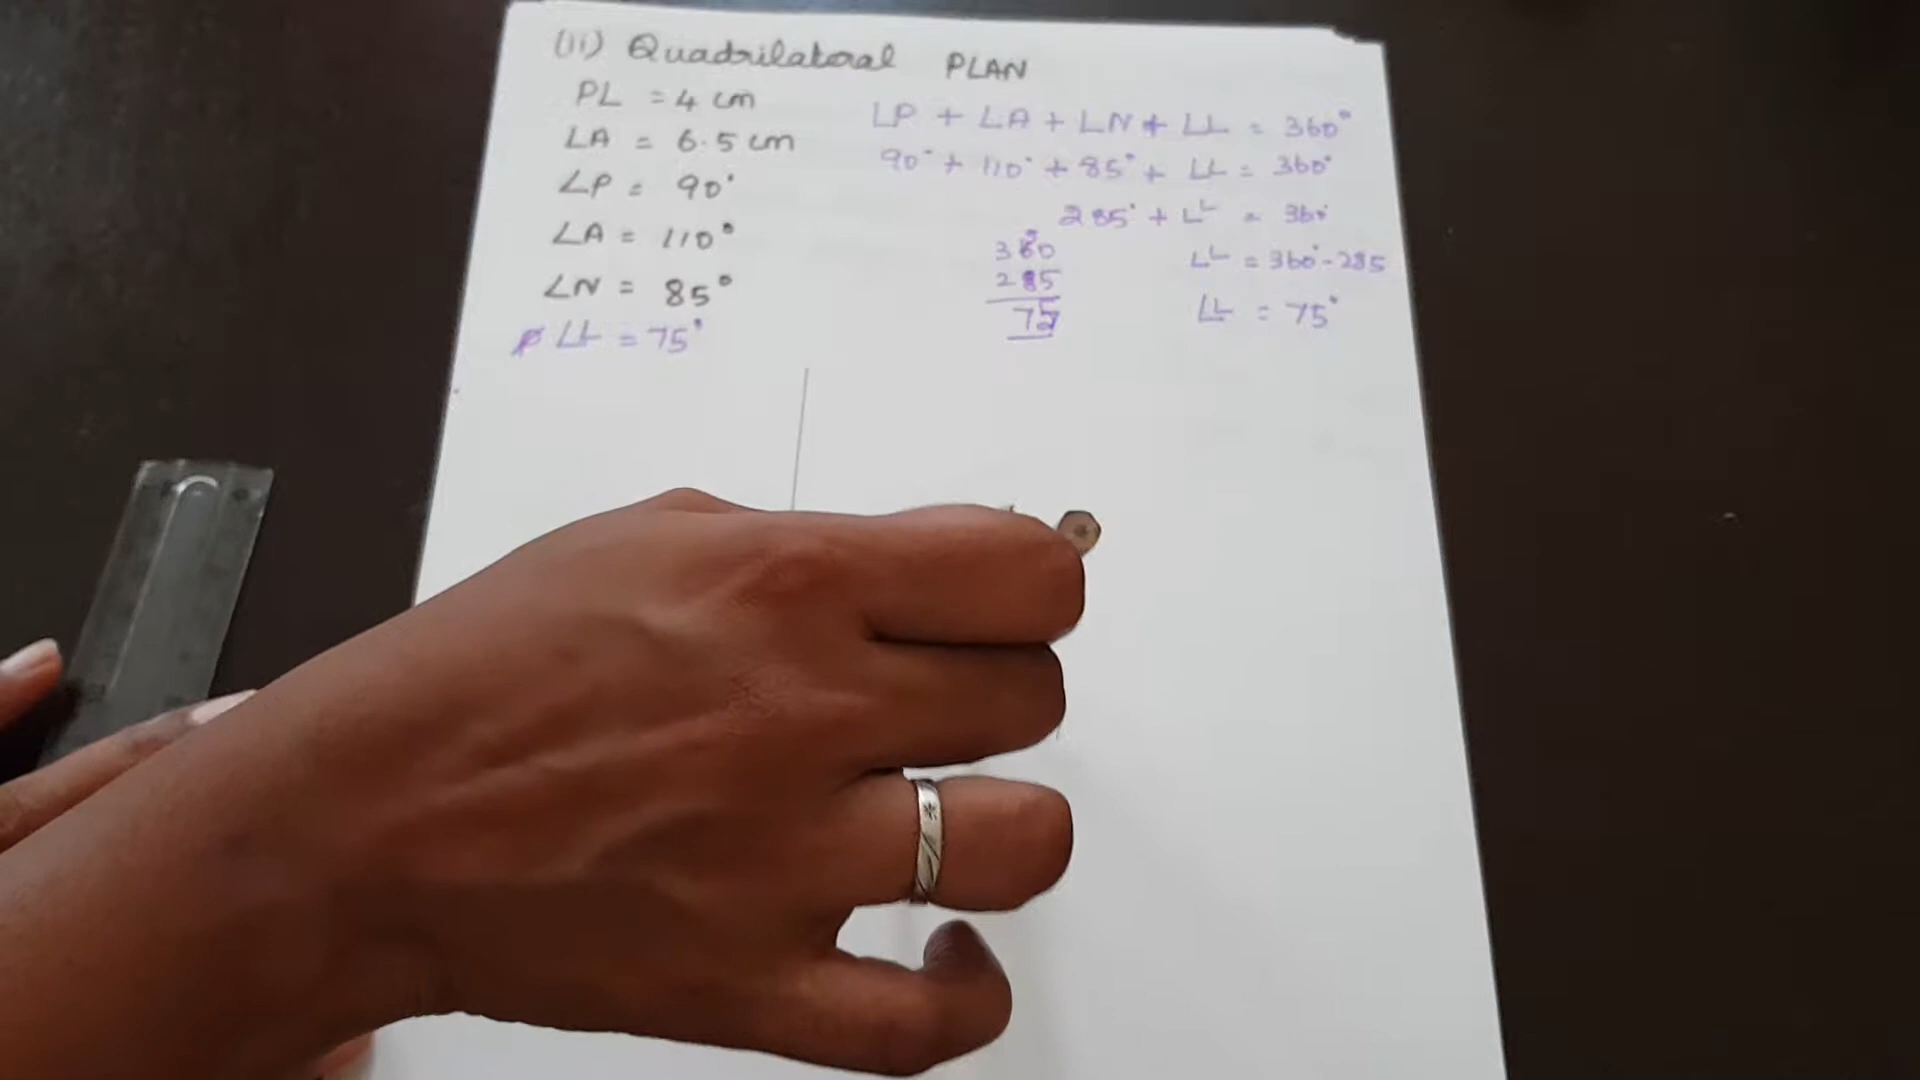 (ii) Quadrilateral PLAN
PL = 4 cm
LA = 6.5 cm
∠P = 90°
∠A = 110°
∠N = 85°
∠L = 75°
∠P + ∠A + ∠N + ∠L = 360°
90° + 110° + 85° + ∠L = 360°
285° + ∠L = 360
∠L = 360° - 285
∠L = 75°
360
285
75